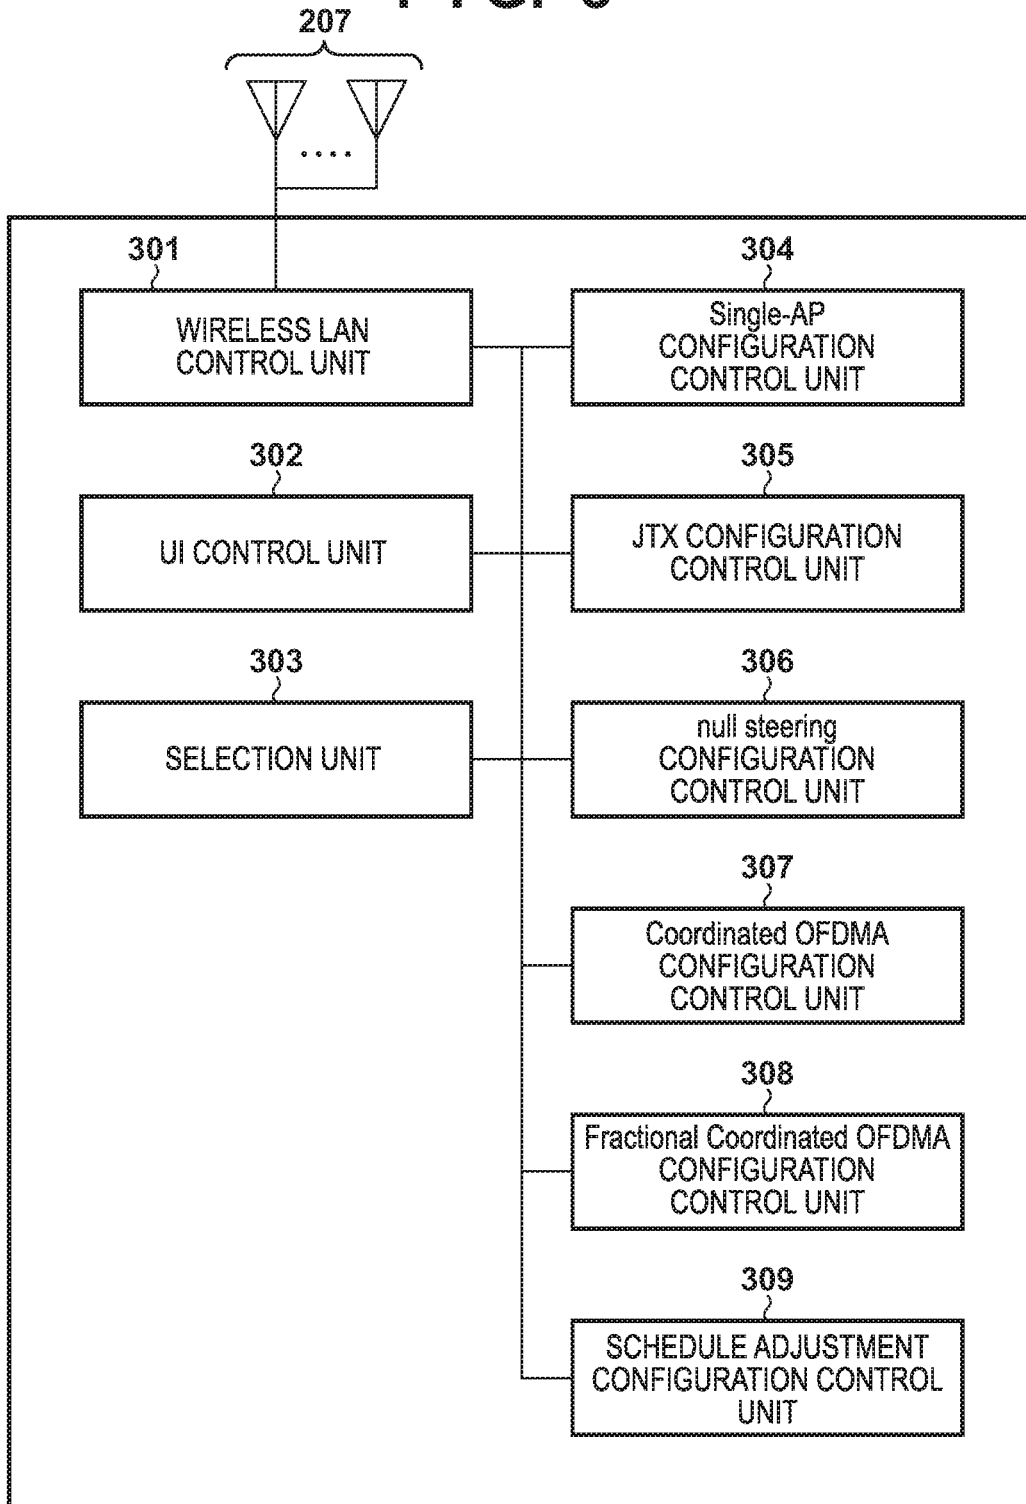 207
301
WIRELESS LAN
CONTROL UNIT
304
Single-AP
CONFIGURATION
CONTROL UNIT
302
UI CONTROL UNIT
305
JTX CONFIGURATION
CONTROL UNIT
303
SELECTION UNIT
306
null steering
CONFIGURATION
CONTROL UNIT
307
Coordinated OFDMA
CONFIGURATION
CONTROL UNIT
308
Fractional Coordinated OFDMA
CONFIGURATION
CONTROL UNIT
309
SCHEDULE ADJUSTMENT
CONFIGURATION CONTROL
UNIT